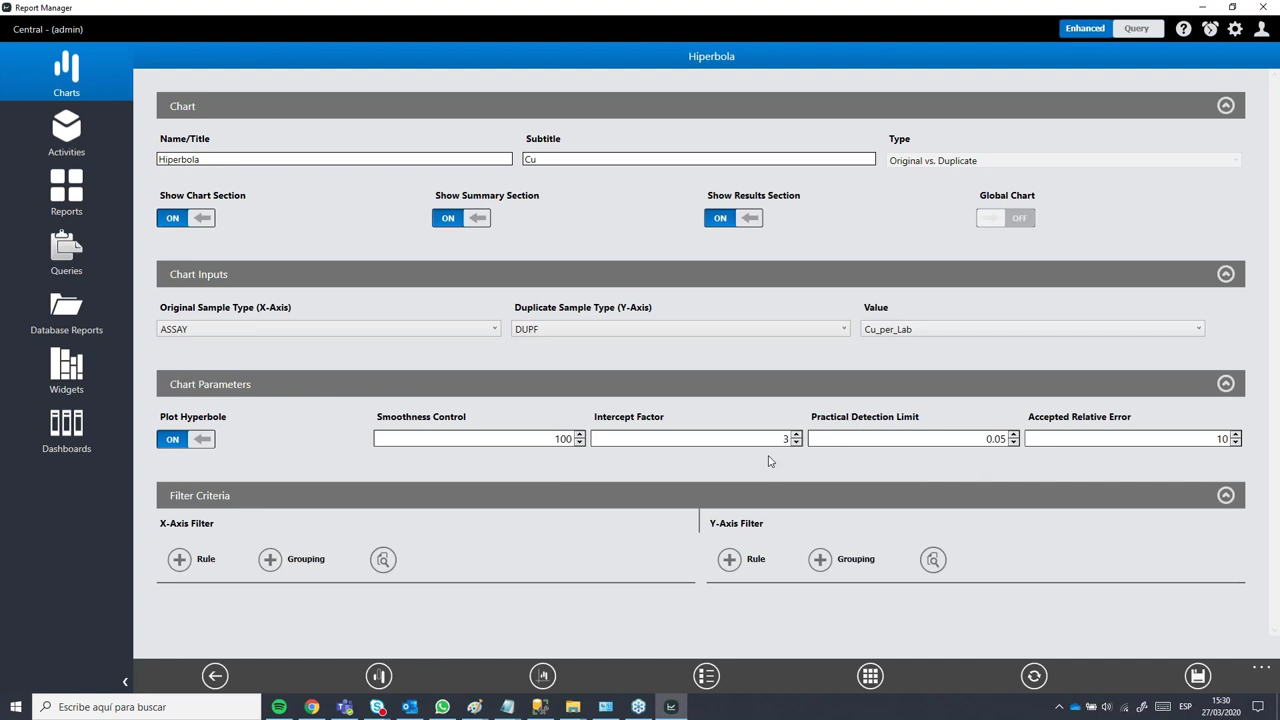 Report Manager
Central - (admin)
Enhanced
Query
Charts
Activities
Reports
Queries
Database Reports
Widgets
Dashboards
Hiperbola
Chart
Name/Title
Subtitle
Type
Hiperbola
Cu
Original vs. Duplicate
Show Chart Section
Show Summary Section
Show Results Section
Global Chart
ON
ON
ON
OFF
Chart Inputs
Original Sample Type (X-Axis)
Duplicate Sample Type (Y-Axis)
Value
ASSAY
DUPF
Cu_per_Lab
Chart Parameters
Plot Hyperbole
Smoothness Control
Intercept Factor
Practical Detection Limit
Accepted Relative Error
ON
100
3
0.05
10
Filter Criteria
X-Axis Filter
Y-Axis Filter
Rule
Grouping
Rule
Grouping
Escribe aquí para buscar
ESP
15:30
27/03/2020